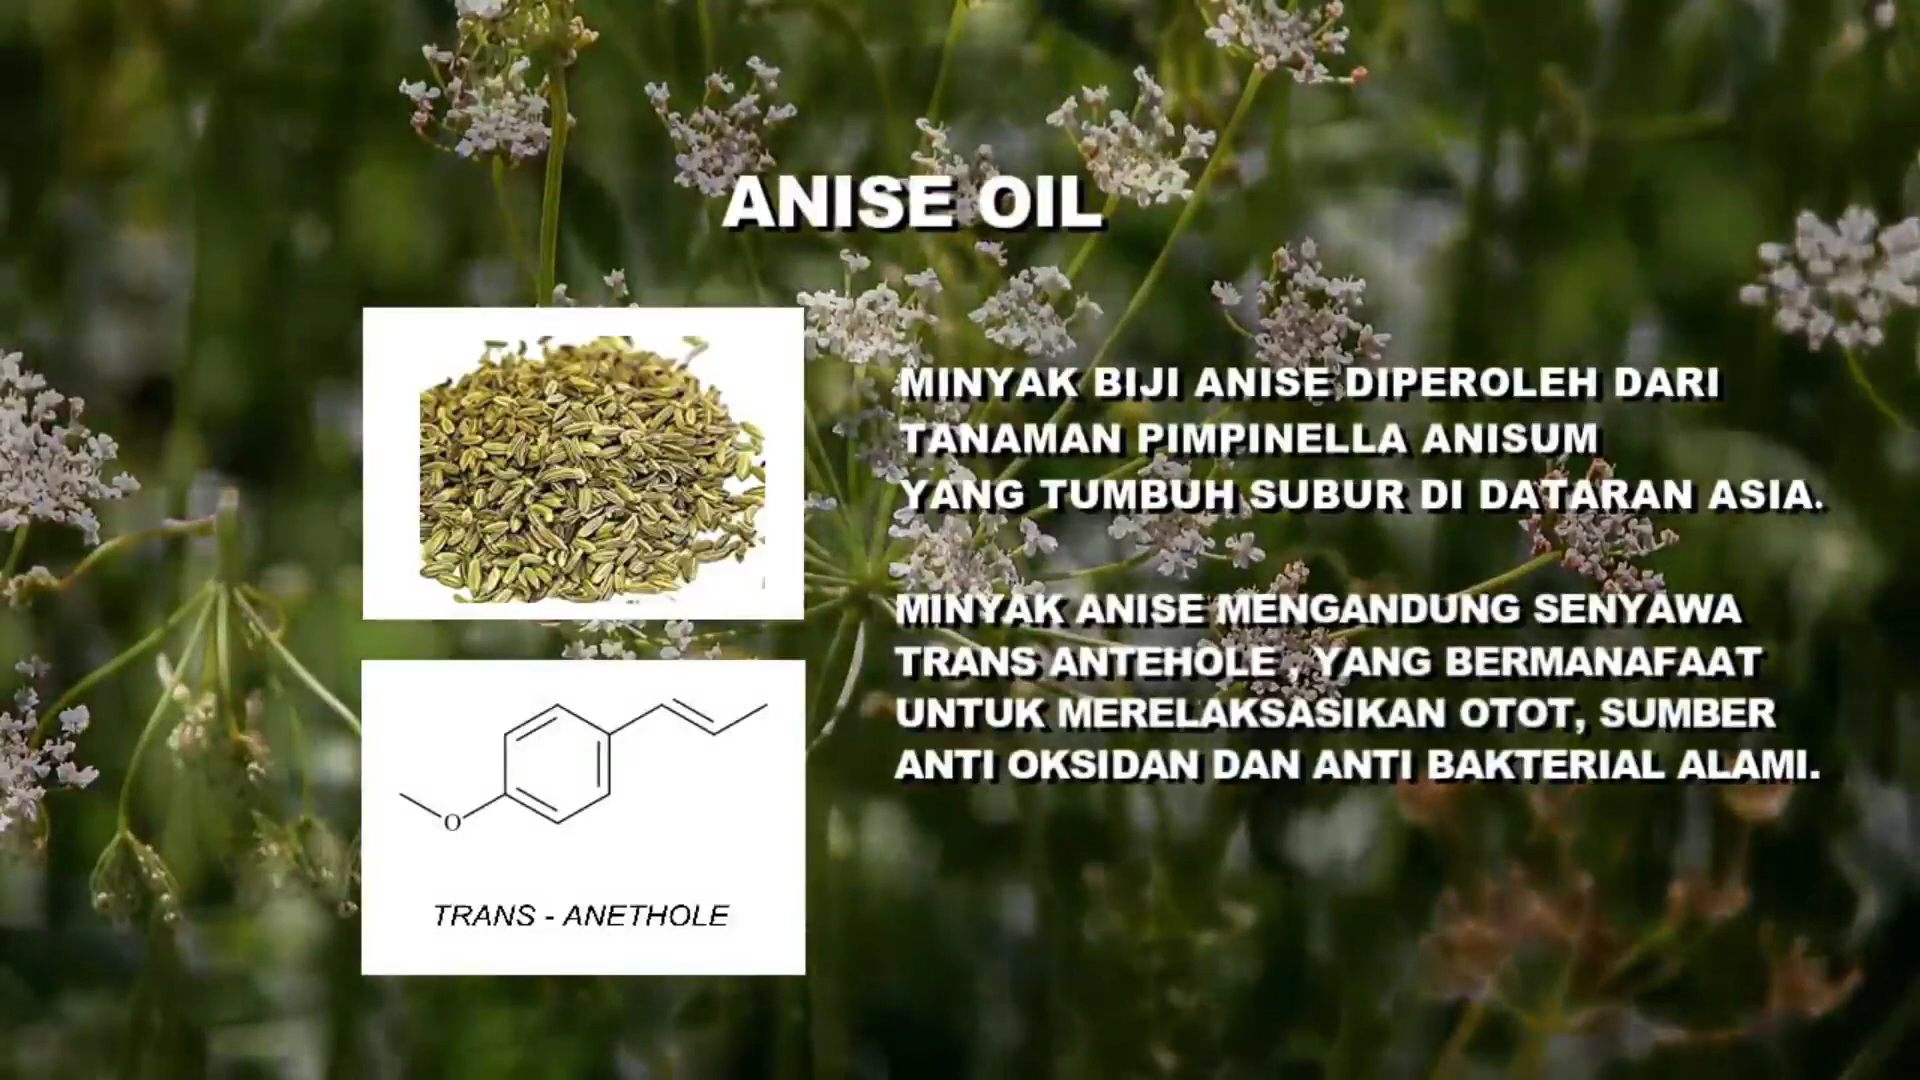 ANISE OIL
MINYAK BIJI ANISE DIPEROLEH DARI
TANAMAN PIMPINELLA ANISUM
YANG TUMBUH SUBUR DI DATARAN ASIA.
MINYAK ANISE MENGANDUNG SENYAWA
TRANS ANTEHOLE , YANG BERMANAFAAT
UNTUK MERELAKSASIKAN OTOT, SUMBER
ANTI OKSIDAN DAN ANTI BAKTERIAL ALAMI.
O
TRANS - ANETHOLE